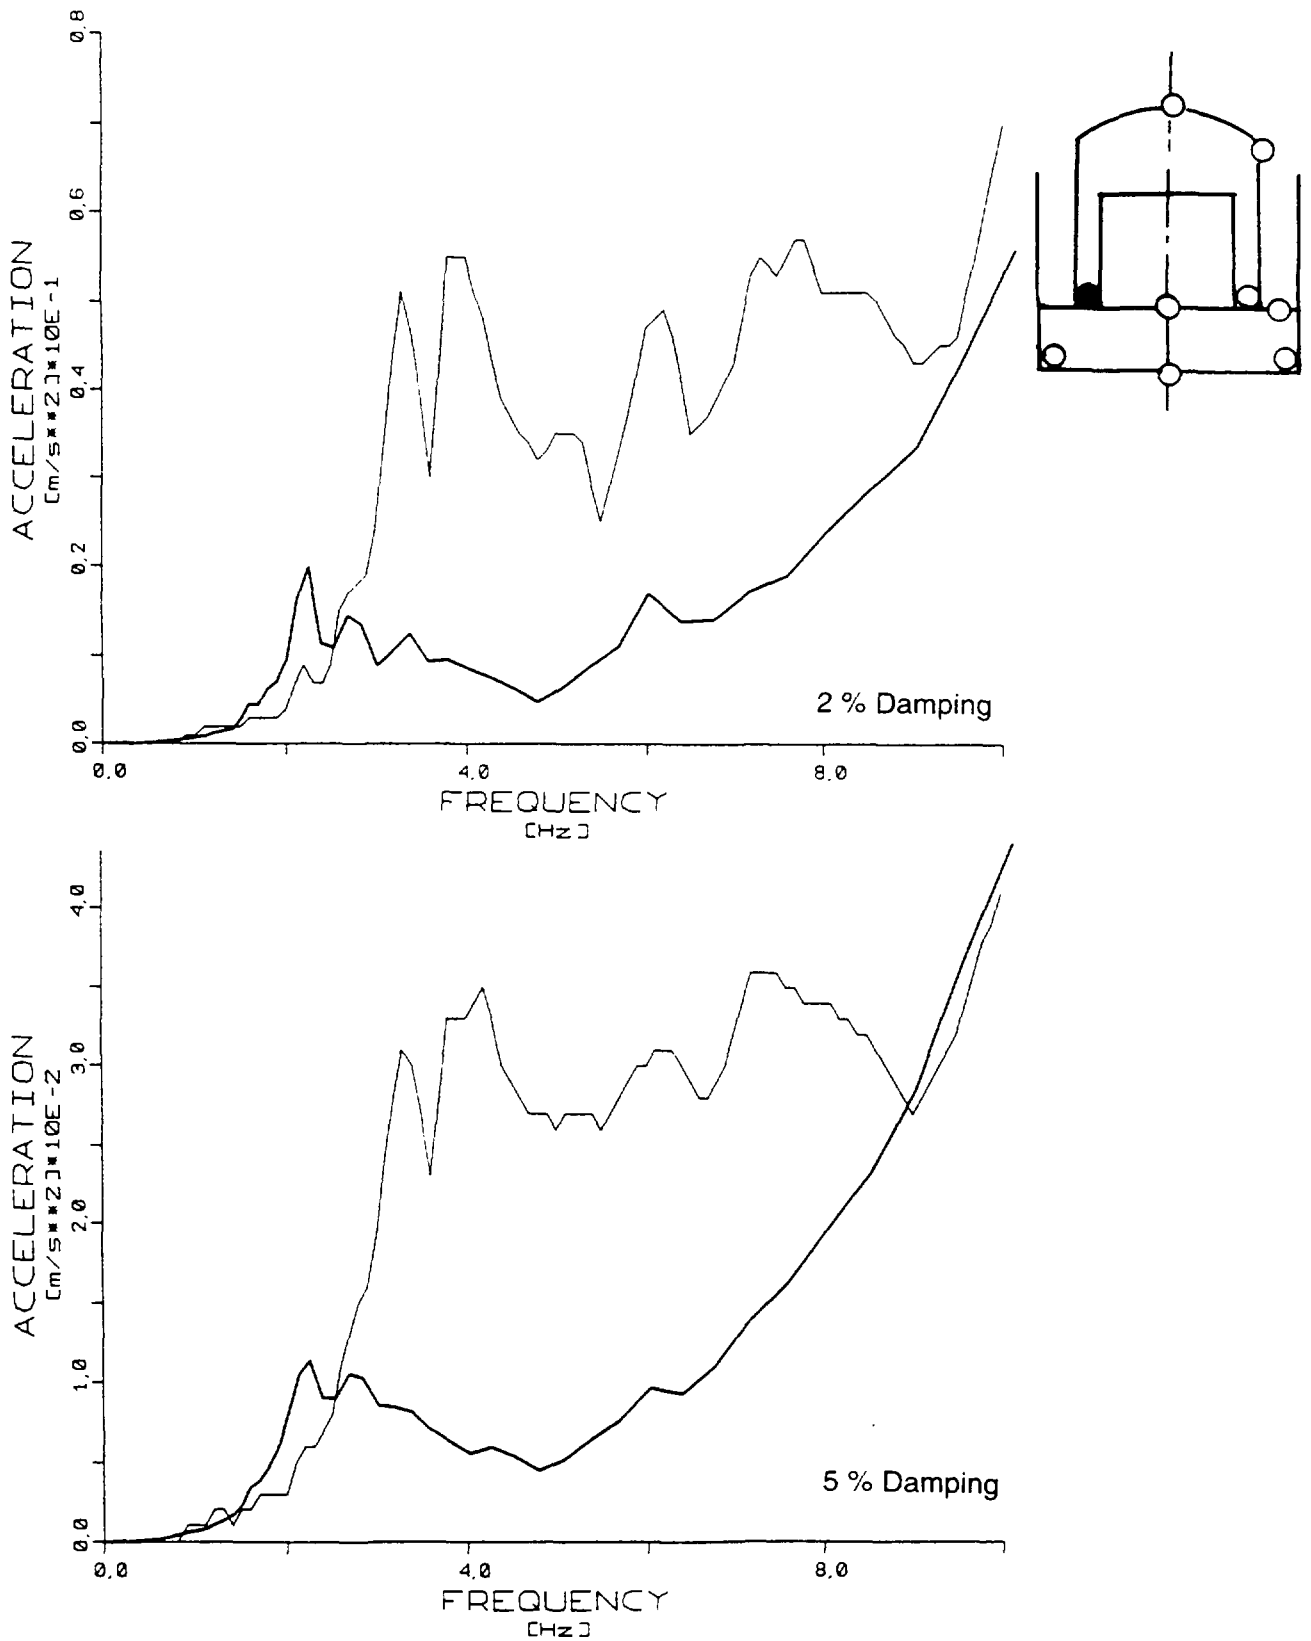 0,8
0,6
0,4
0,2
0,0
ACCELERATION
[m/s**2]*10E-1
2 % Damping
0,0 4,0 8,0
FREQUENCY
[Hz]
4,0
3,0
2,0
1,0
0,0
ACCELERATION
[m/s**2]*10E-2
5 % Damping
0,0 4,0 8,0
FREQUENCY
[Hz]